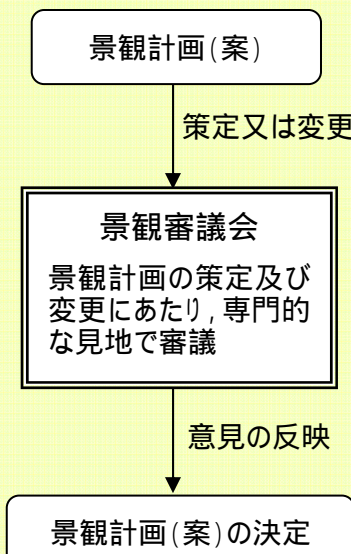 景観計画(案)
策定又は変更
景観審議会
景観計画の策定及び
変更にあたり,専門的
な見地で審議
意見の反映
景観計画(案)の決定